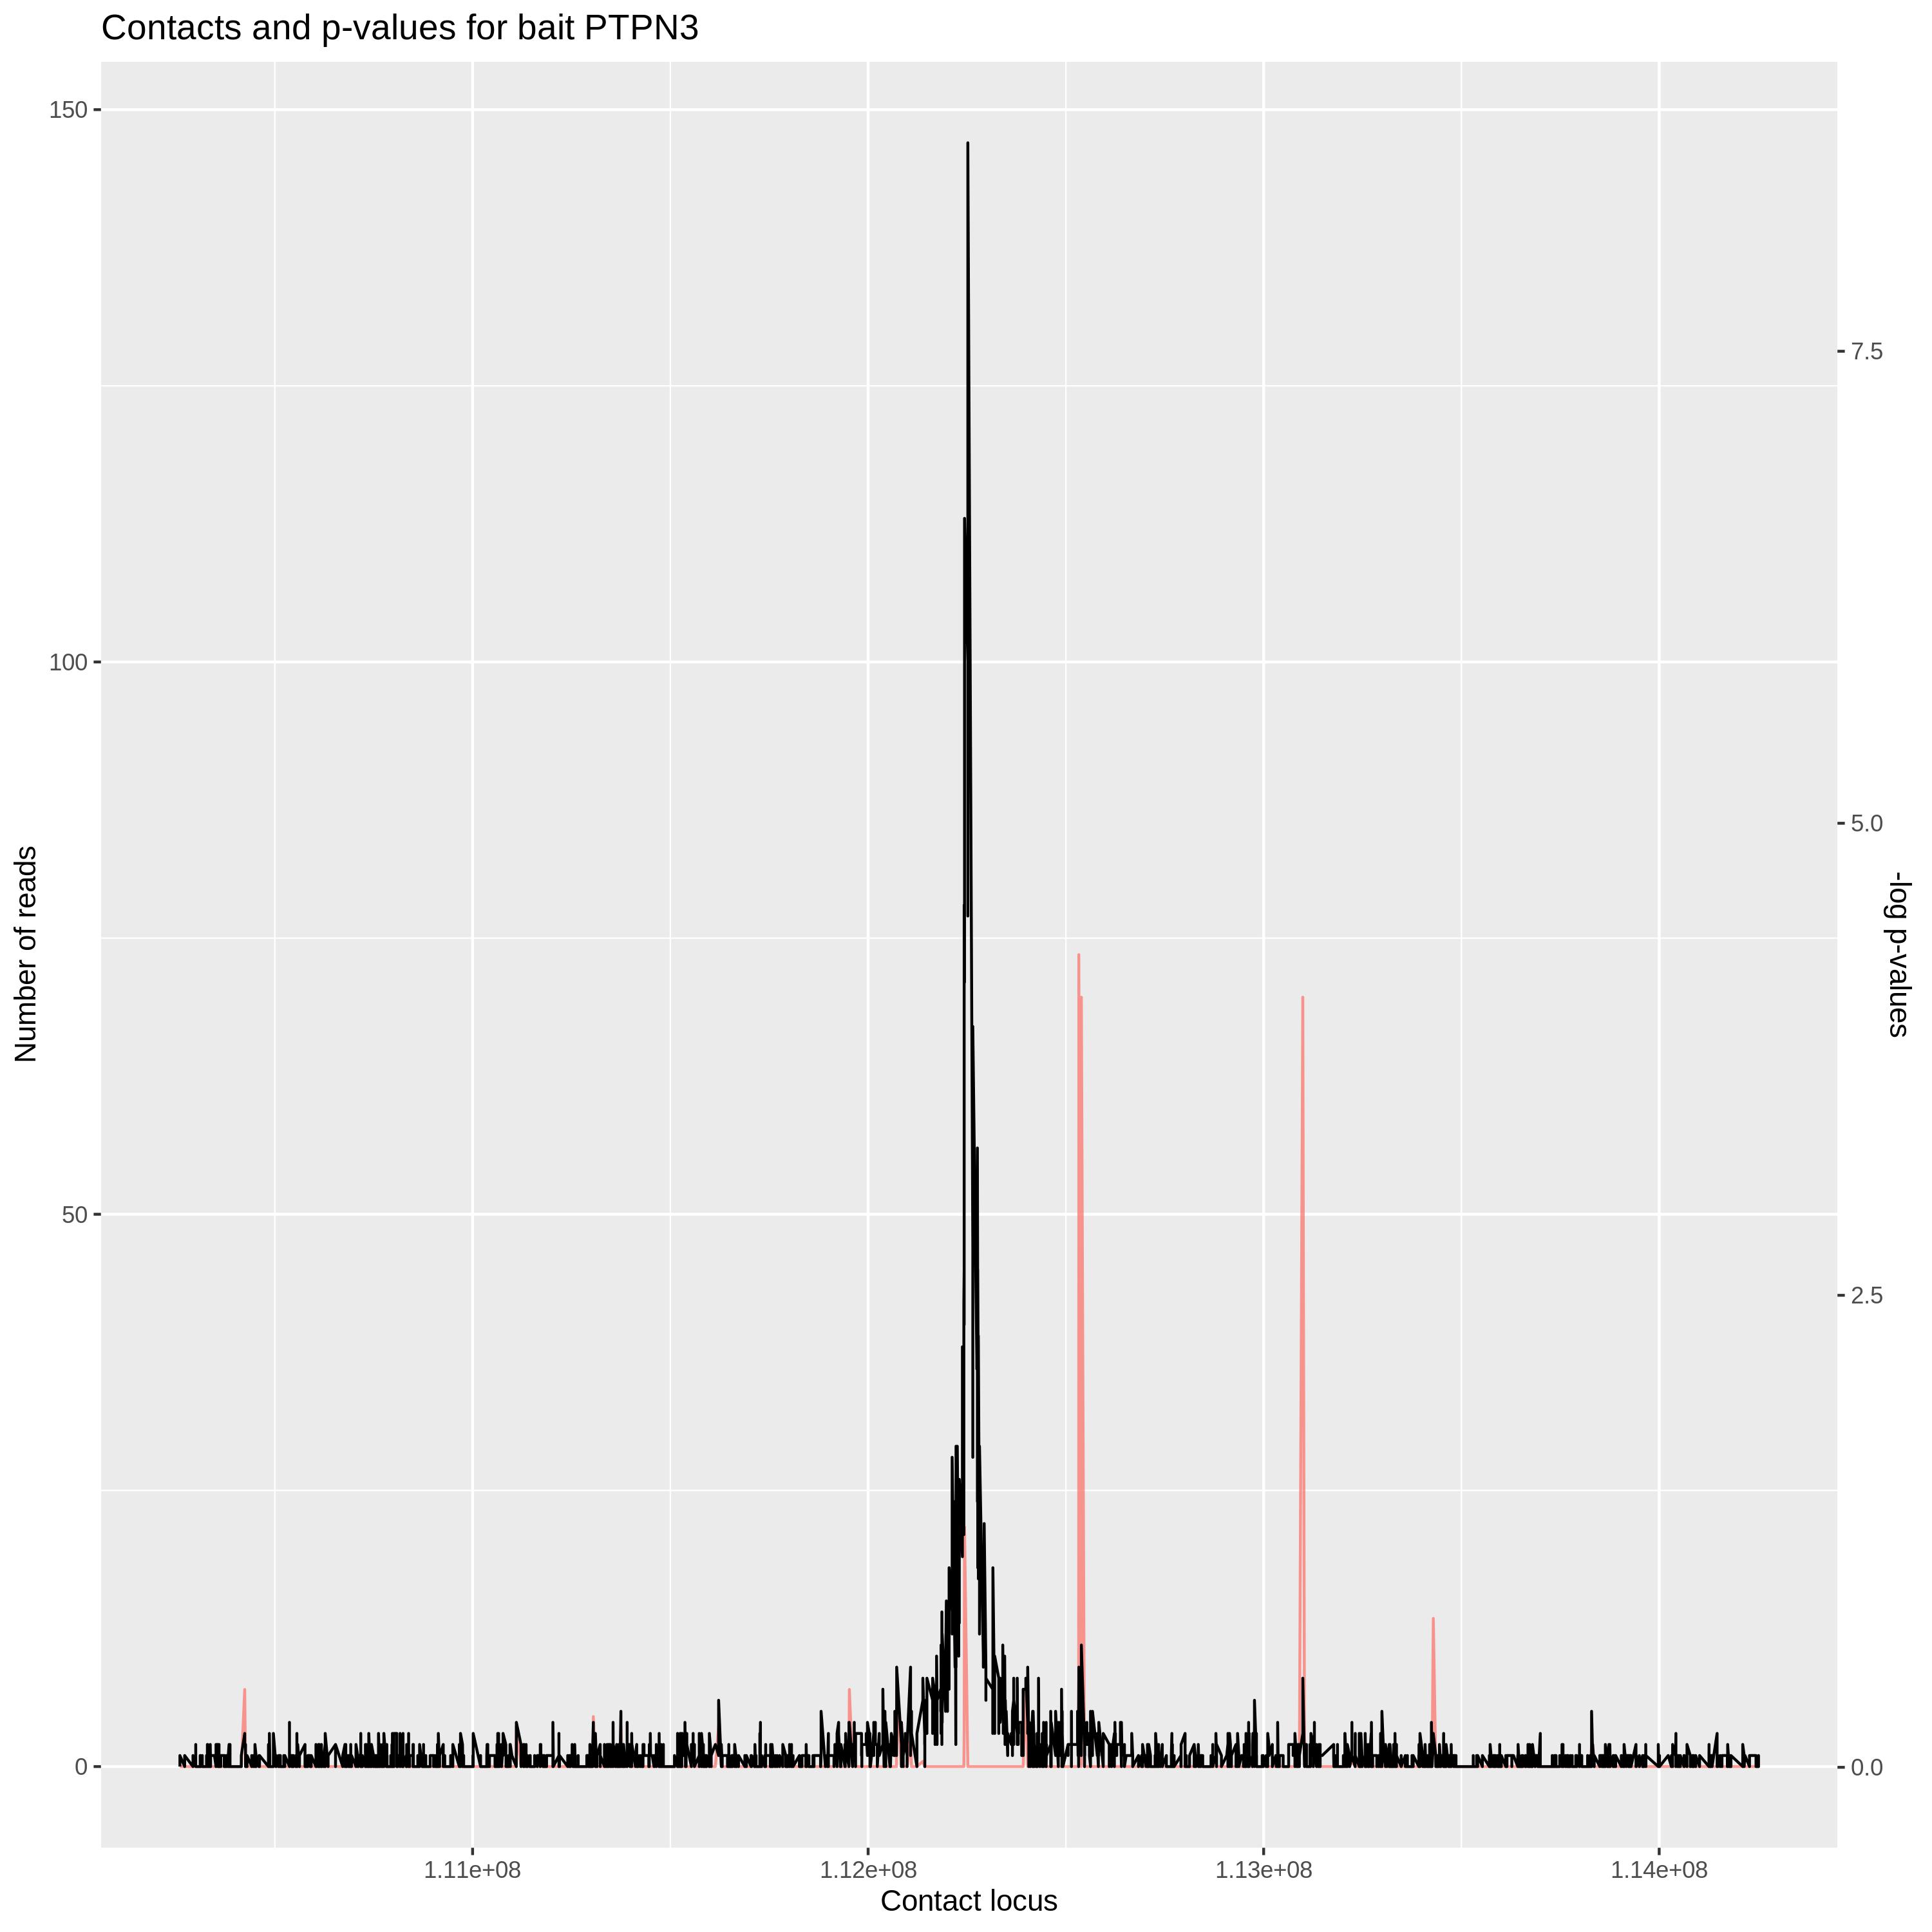 Contacts and p-values for bait PTPN3
150
100
50
0
Number of reads
7.5
5.0
2.5
0.0
-log p-values
1.11e+08
1.12e+08
1.13e+08
1.14e+08
Contact locus